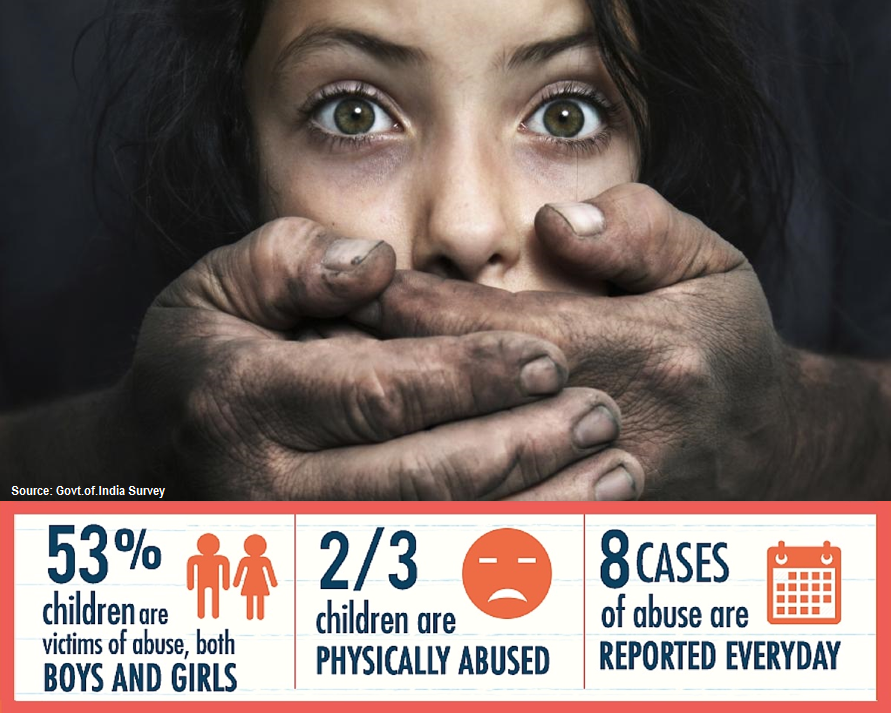 Source: Govt.of.India Survey
53%
children are
victims of abuse, both
BOYS AND GIRLS
2/3
children are
PHYSICALLY ABUSED
8 CASES
of abuse are
REPORTED EVERYDAY